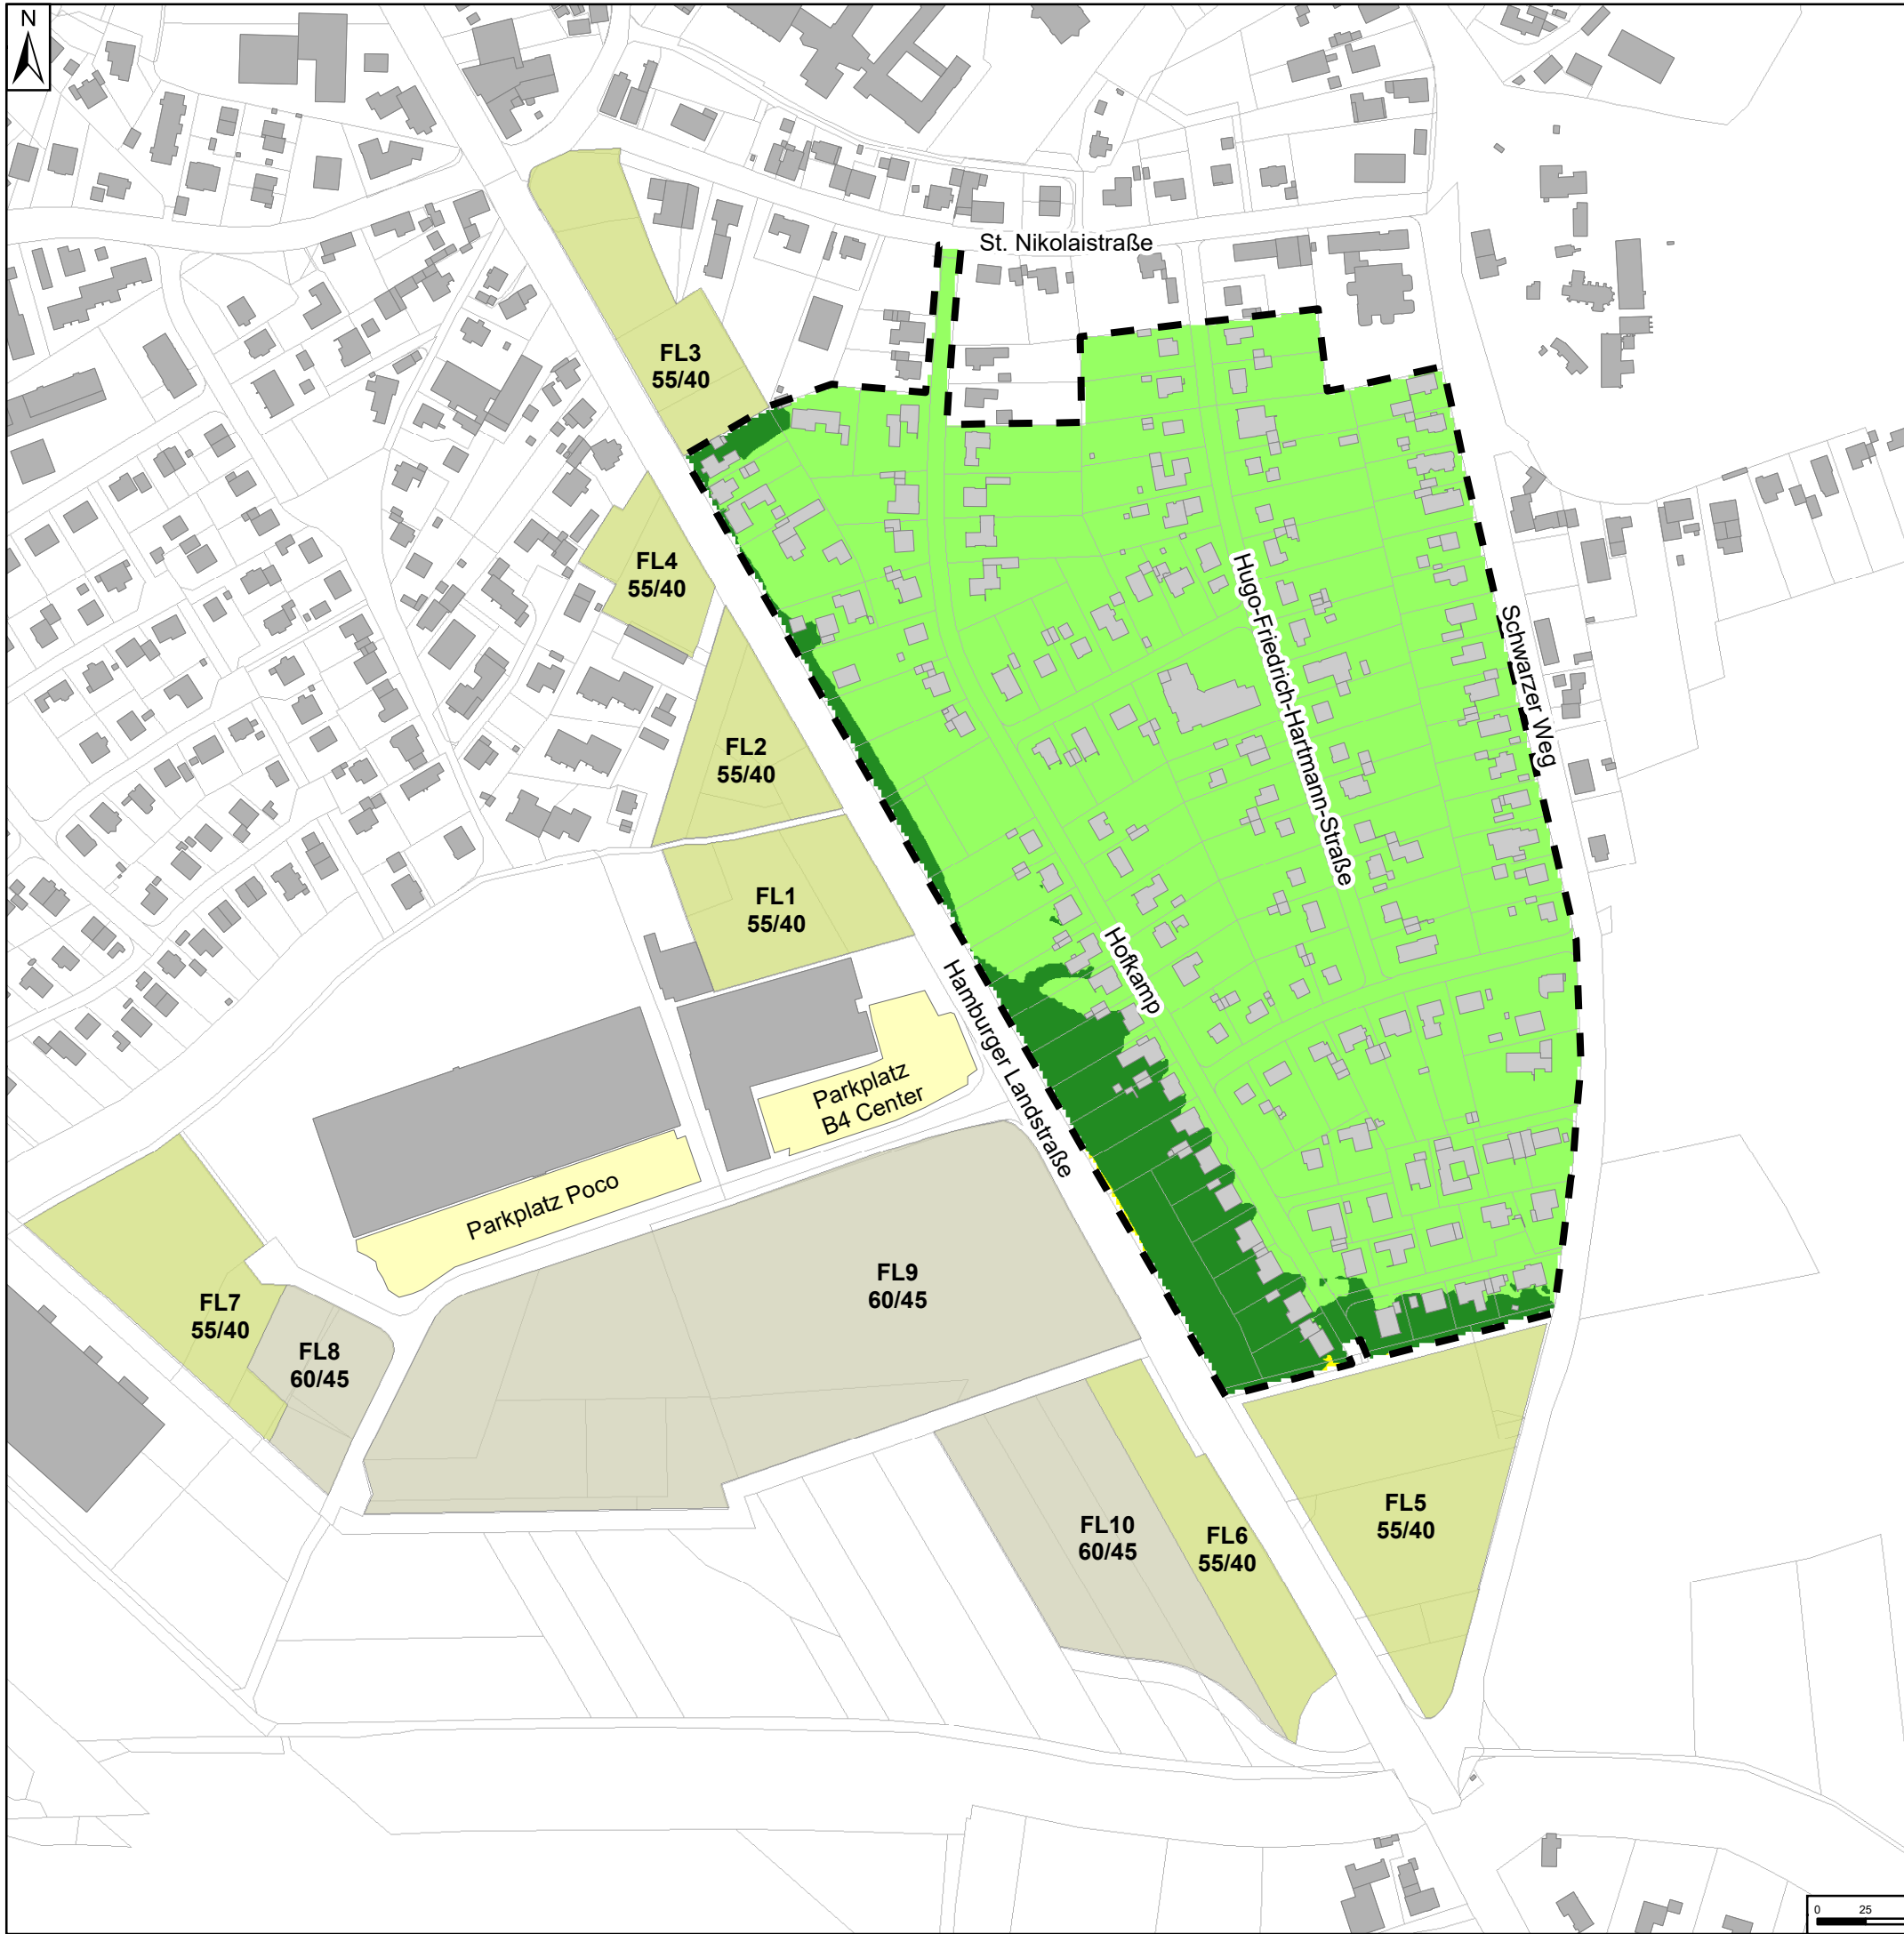 N
St. Nikolaistraße
FL3
55/40
FL4
55/40
Hugo-Friedrich-Hartmann-Straße
Schwarzer Weg
FL2
55/40
FL1
55/40
Hofkamp
Hamburger Landstraße
Parkplatz
B4 Center
Parkplatz Poco
FL9
60/45
FL7
55/40
FL8
60/45
FL10
60/45
FL6
55/40
FL5
55/40
0 25